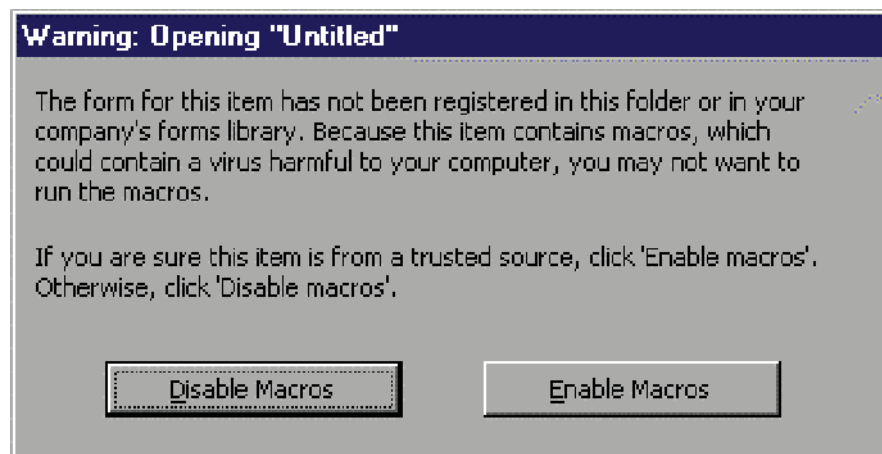 Warning: Opening "Untitled"
The form for this item has not been registered in this folder or in your
company's forms library. Because this item contains macros, which
could contain a virus harmful to your computer, you may not want to
run the macros.
If you are sure this item is from a trusted source, click 'Enable macros'.
Otherwise, click 'Disable macros'.
Disable Macros
Enable Macros